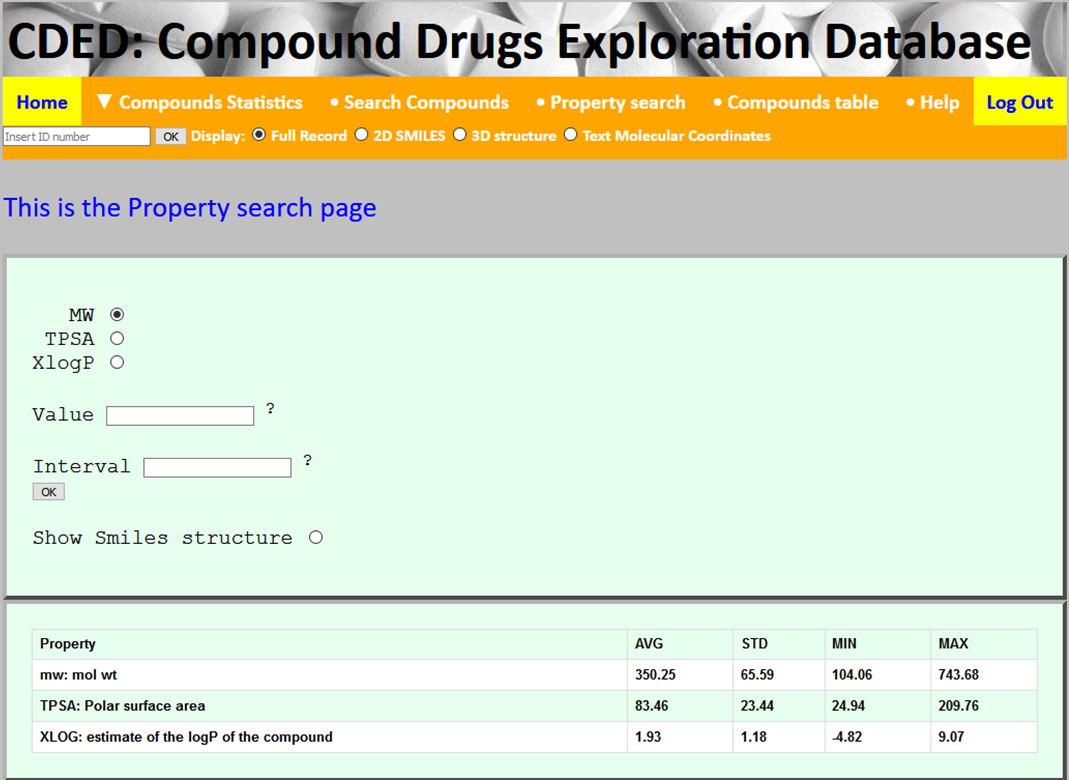 CDED: Compound Drugs Exploration Database
Home ▼ Compounds Statistics • Search Compounds • Property search • Compounds table • Help Log Out
Insert ID number OK Display: Full Record 2D SMILES 3D structure Text Molecular Coordinates
This is the Property search page
MW
TPSA
XlogP
Value ?
Interval ?
OK
Show Smiles structure
Property AVG STD MIN MAX
mw: mol wt 350.25 65.59 104.06 743.68
TPSA: Polar surface area 83.46 23.44 24.94 209.76
XLOG: estimate of the logP of the compound 1.93 1.18 -4.82 9.07